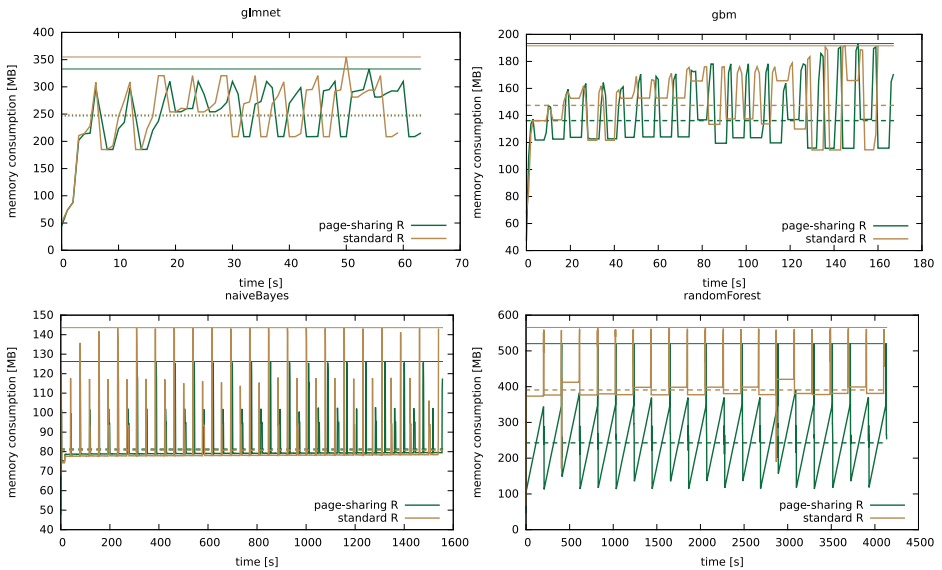 glmnet
memory consumption [MB]
400
350
300
250
200
150
100
50
0
page-sharing R
standard R
0 10 20 30 40 50 60 70
time [s]
gbm
memory consumption [MB]
200
180
160
140
120
100
80
60
40
page-sharing R
standard R
0 20 40 60 80 100 120 140 160 180
time [s]
naiveBayes
memory consumption [MB]
150
140
130
120
110
100
90
80
70
60
50
40
page-sharing R
standard R
0 200 400 600 800 1000 1200 1400 1600
time [s]
randomForest
memory consumption [MB]
600
500
400
300
200
100
0
page-sharing R
standard R
0 500 1000 1500 2000 2500 3000 3500 4000 4500
time [s]